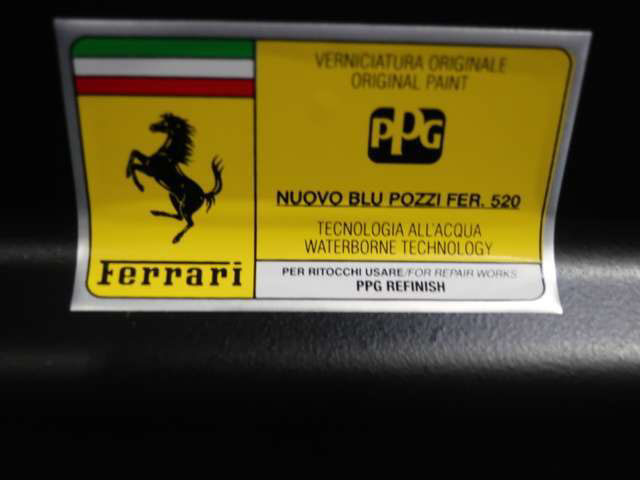 VERNICIATURA ORIGINALE
ORIGINAL PAINT
PPG
NUOVO BLU POZZI FER. 520
TECNOLOGIA ALL'ACQUA
WATERBORNE TECHNOLOGY
Ferrari
PER RITOCCHI USARE/FOR REPAIR WORKS
PPG REFINISH